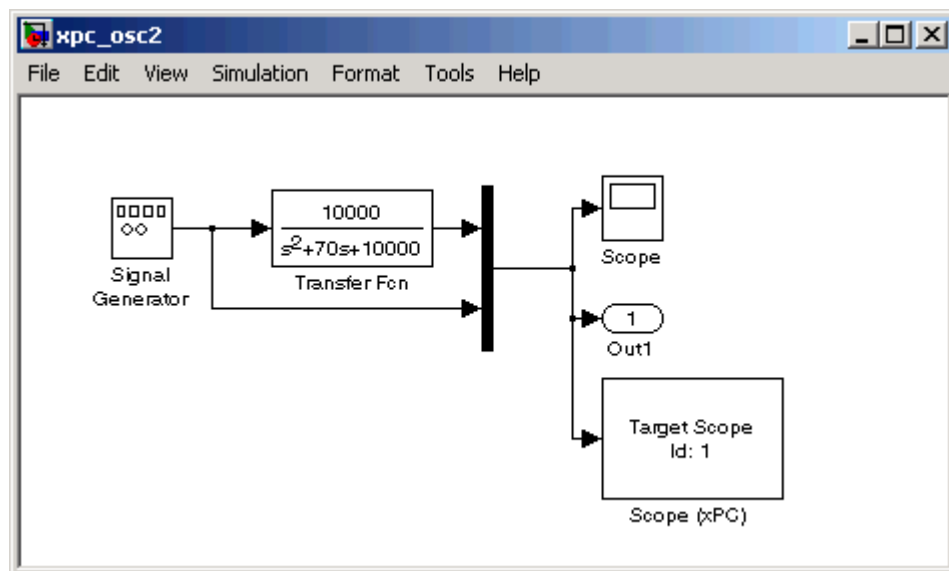 xpc_osc2
File Edit View Simulation Format Tools Help
Signal
Generator
10000
s²+70s+10000
Transfer Fcn
Scope
1
Out1
Target Scope
Id: 1
Scope (xPC)